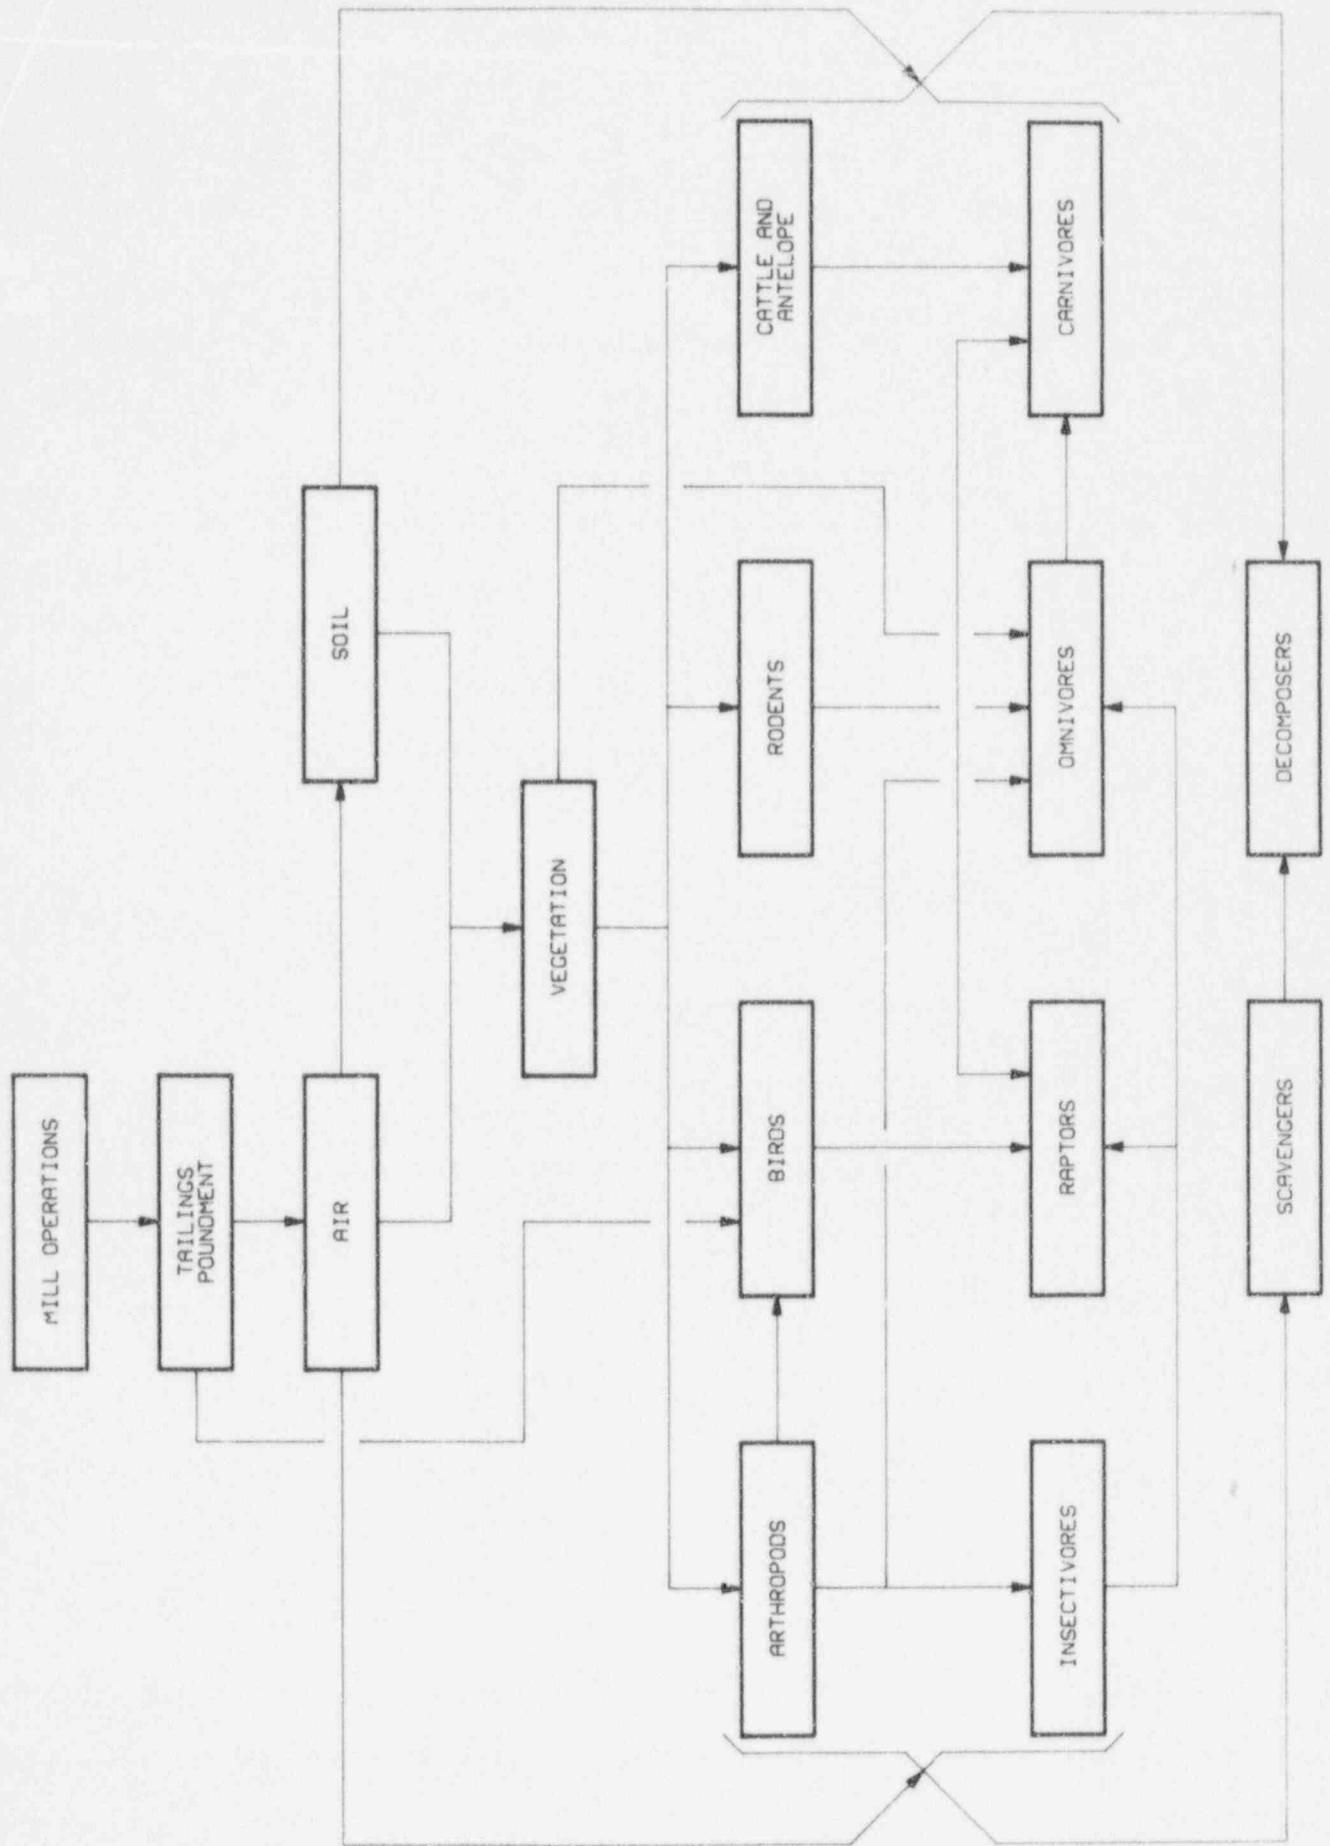 MILL OPERATIONS
TAILINGS
POUNDMENT
AIR
SOIL
VEGETATION
ARTHROPODS
BIRDS
RODENTS
CATTLE AND
ANTELOPE
INSECTIVORES
RAPTORS
OMNIVORES
CARNIVORES
SCAVENGERS
DECOMPOSERS